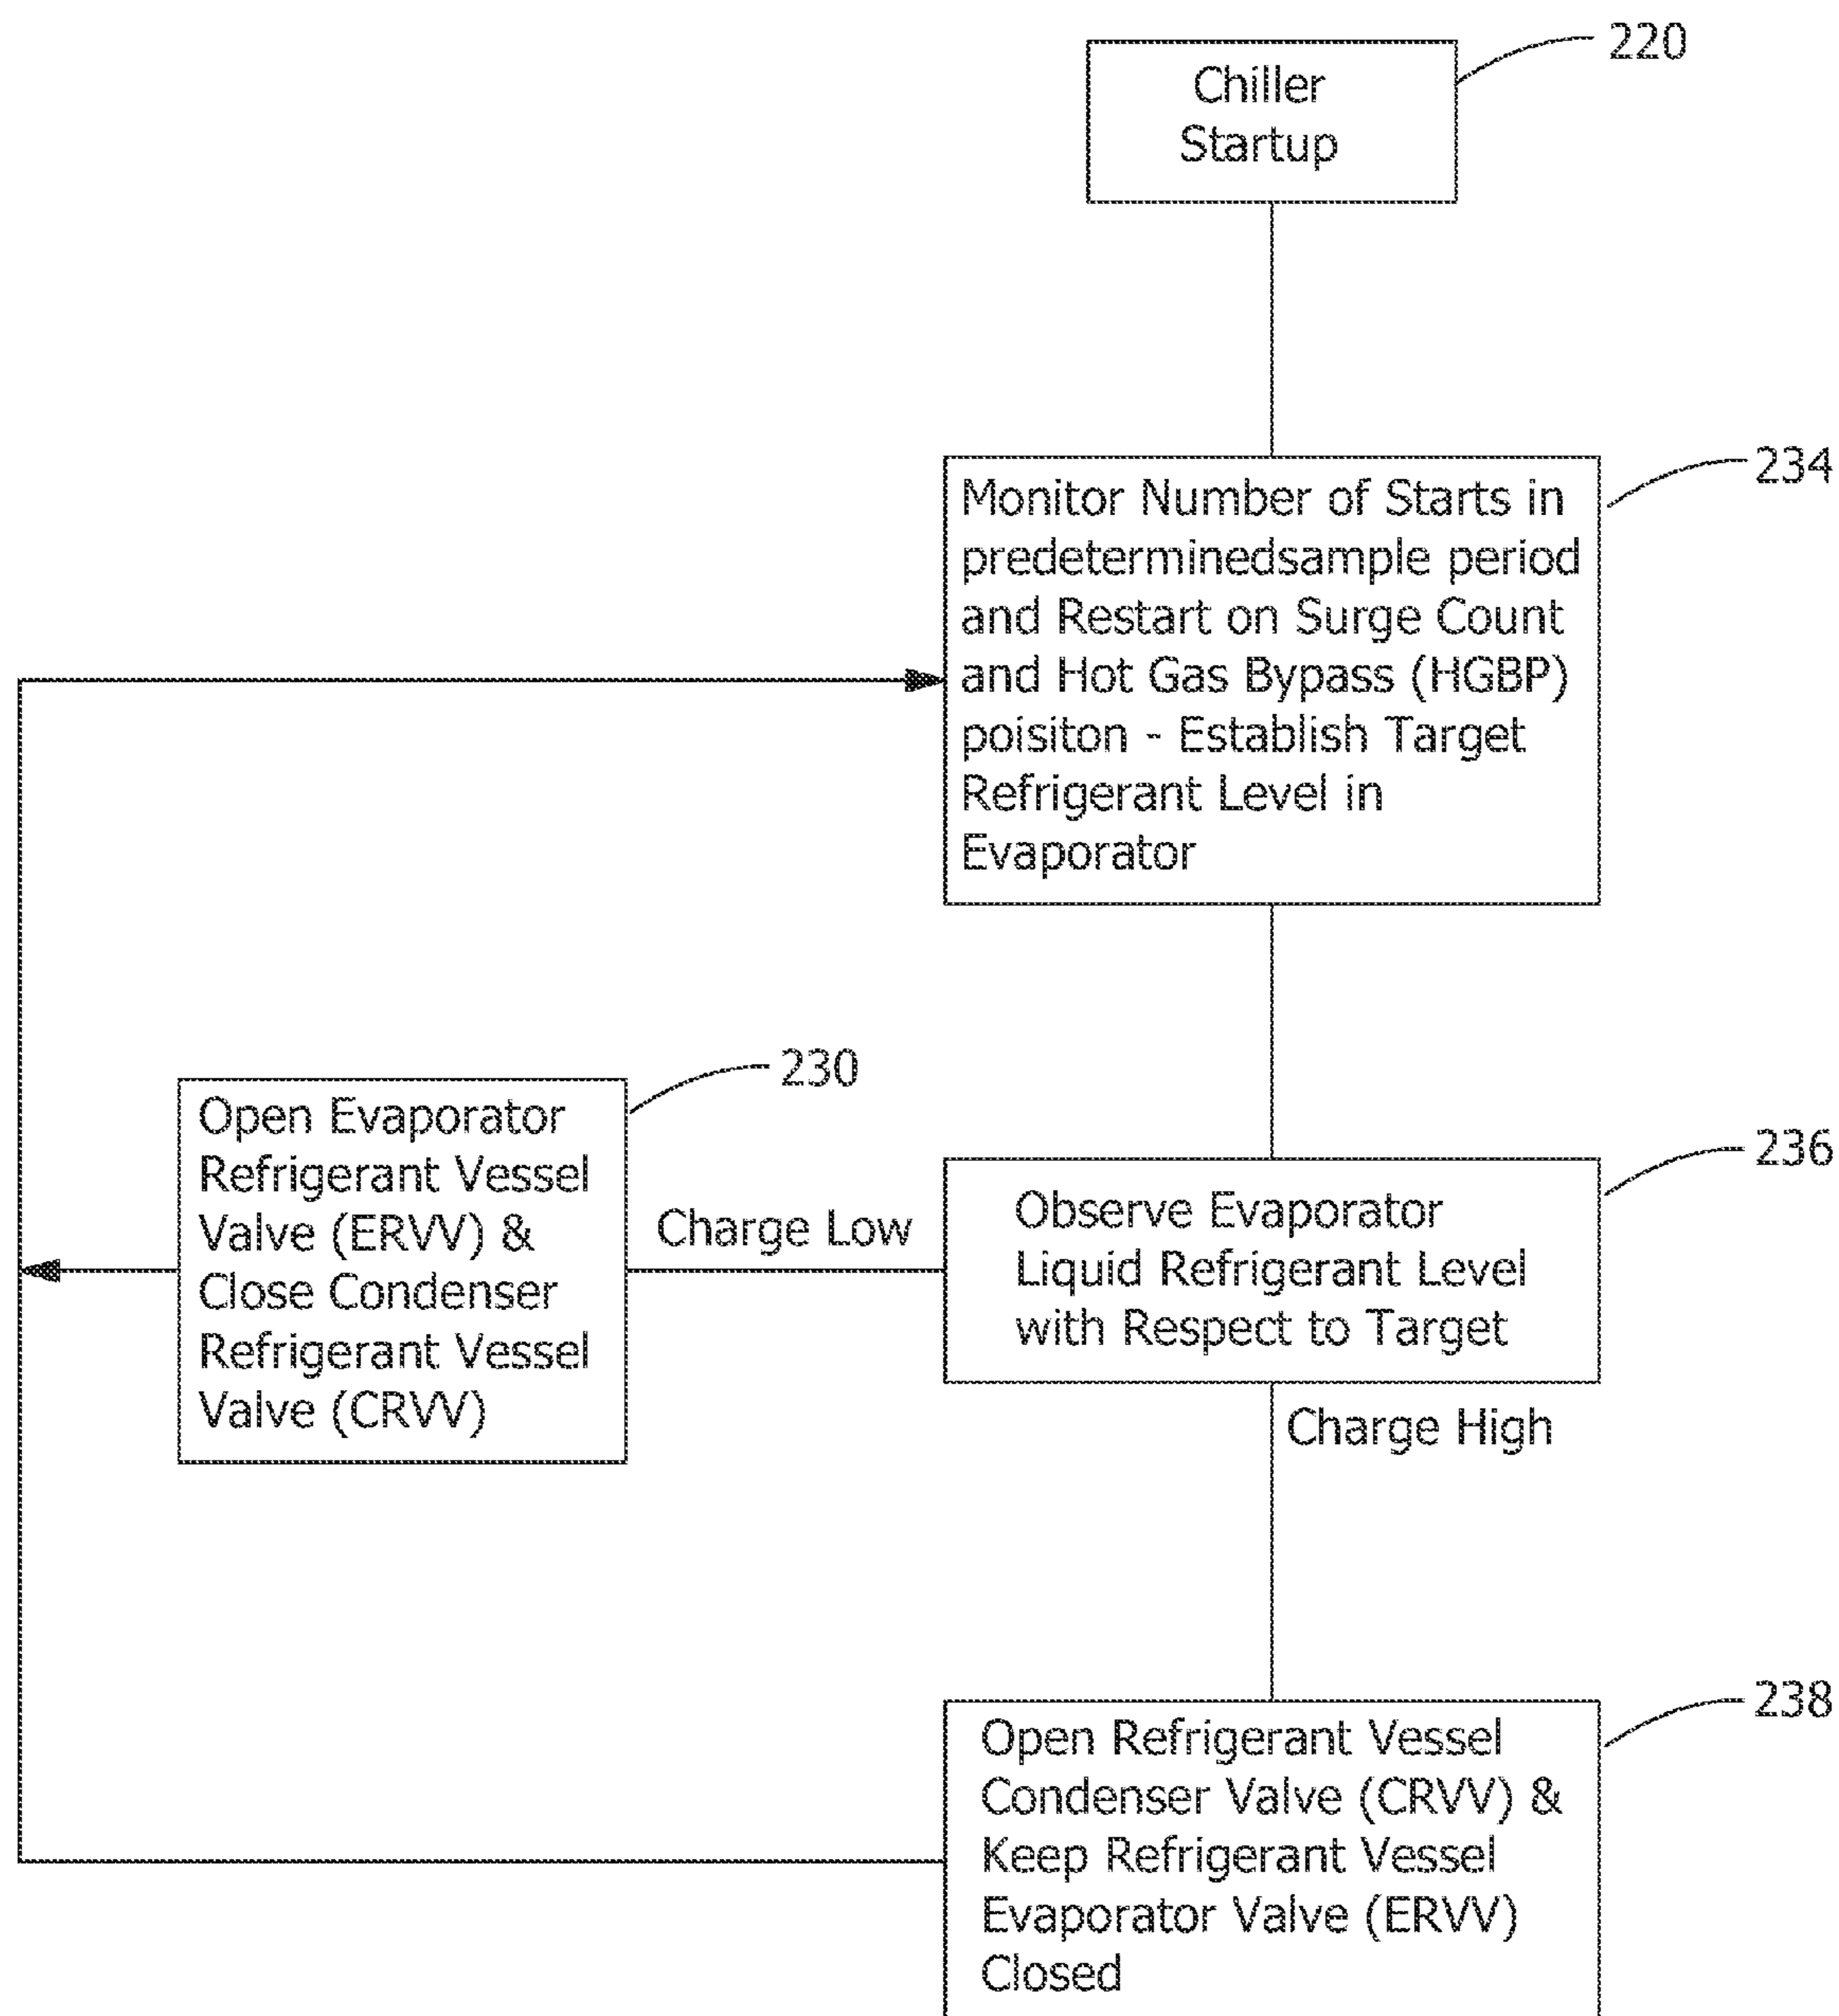 220
Chiller
Startup
234
Monitor Number of Starts in
predeterminedsample period
and Restart on Surge Count
and Hot Gas Bypass (HGBP)
poisiton - Establish Target
Refrigerant Level in
Evaporator
230
Open Evaporator
Refrigerant Vessel
Valve (ERVV) &
Close Condenser
Refrigerant Vessel
Valve (CRVV)
Charge Low
236
Observe Evaporator
Liquid Refrigerant Level
with Respect to Target
Charge High
238
Open Refrigerant Vessel
Condenser Valve (CRVV) &
Keep Refrigerant Vessel
Evaporator Valve (ERVV)
Closed